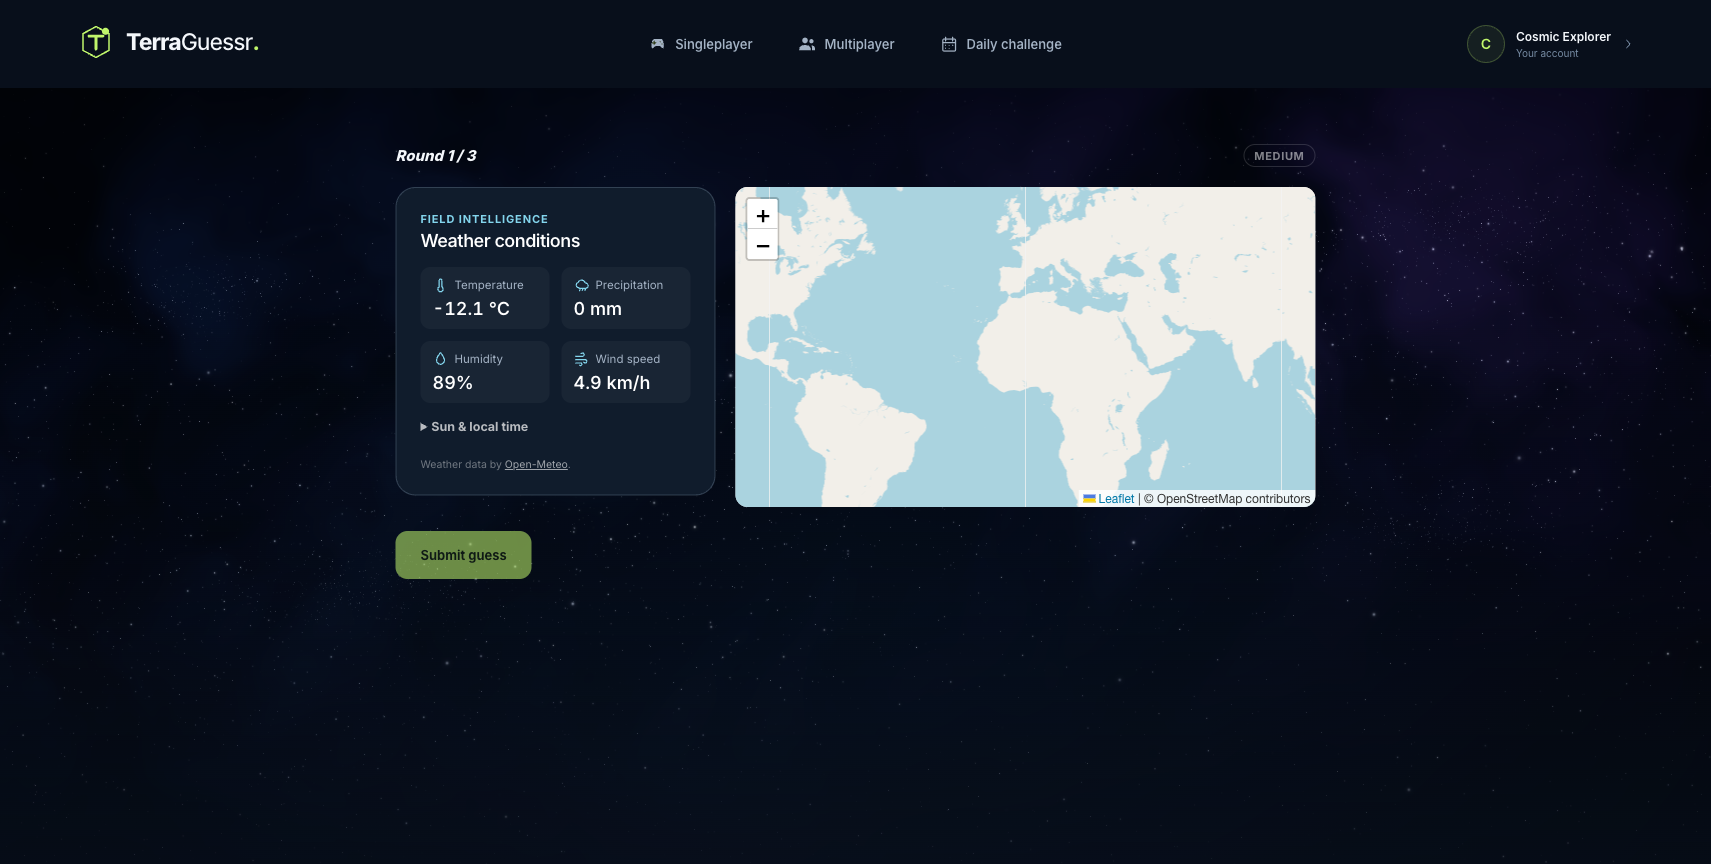 TerraGuessr.
Singleplayer
Multiplayer
Daily challenge
C
Cosmic Explorer
Your account
Round 1 / 3
MEDIUM
FIELD INTELLIGENCE
Weather conditions
Temperature
-12.1 °C
Precipitation
0 mm
Humidity
89%
Wind speed
4.9 km/h
Sun & local time
Weather data by Open-Meteo.
+
−
Leaflet | © OpenStreetMap contributors
Submit guess